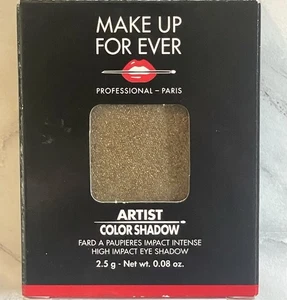 MAKE UP
FOR EVER
PROFESSIONAL – PARIS
ARTIST
COLOR SHADOW
FARD A PAUPIERES IMPACT INTENSE
HIGH IMPACT EYE SHADOW
2.5 g - Net wt. 0.08 oz.